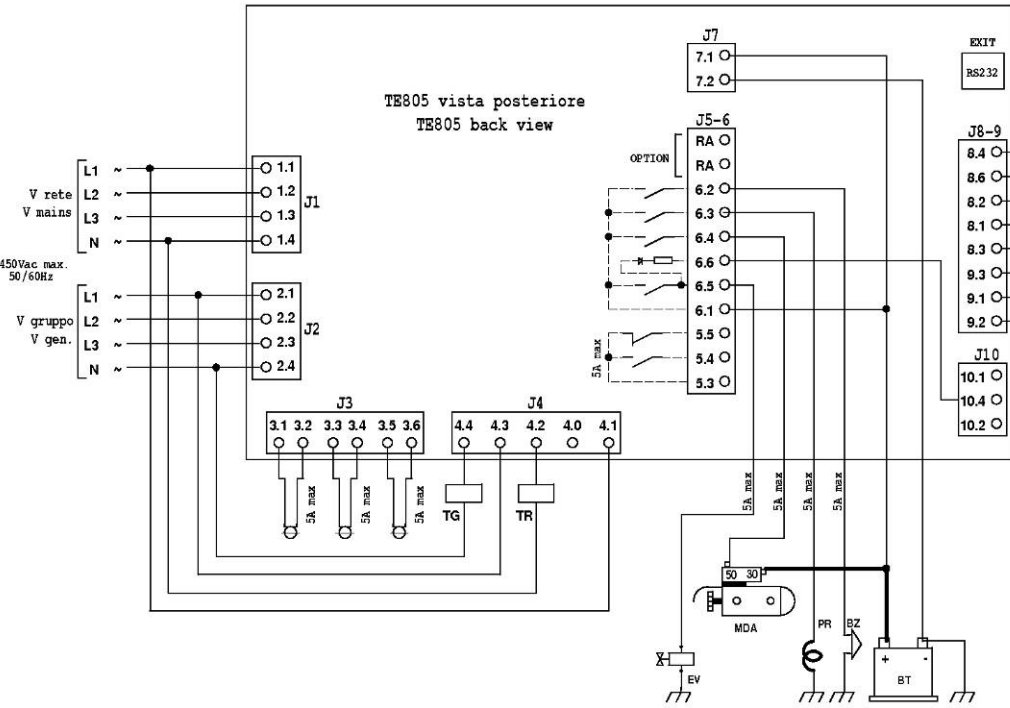 TE805 vista posteriore
TE805 back view
L1 ~
L2 ~
L3 ~
N ~
V rete
V mains
450Vac max.
50/60Hz
L1 ~
L2 ~
L3 ~
N ~
V gruppo
V gen.
1.1
1.2
1.3
1.4
J1
2.1
2.2
2.3
2.4
J2
J3
3.1 3.2 3.3 3.4 3.5 3.6
5A max
5A max
5A max
J4
4.4 4.3 4.2 4.0 4.1
TG
TR
J7
7.1
7.2
J5-6
OPTION
RA
RA
6.2
6.3
6.4
6.6
6.5
6.1
5.5
5.4
5.3
5A max
EXIT
RS232
J8-9
8.4
8.6
8.2
8.1
8.3
9.3
9.1
9.2
J10
10.1
10.4
10.2
5A max
5A max
5A max
5A max
50 30
MDA
EV
PR
BZ
+ -
BT